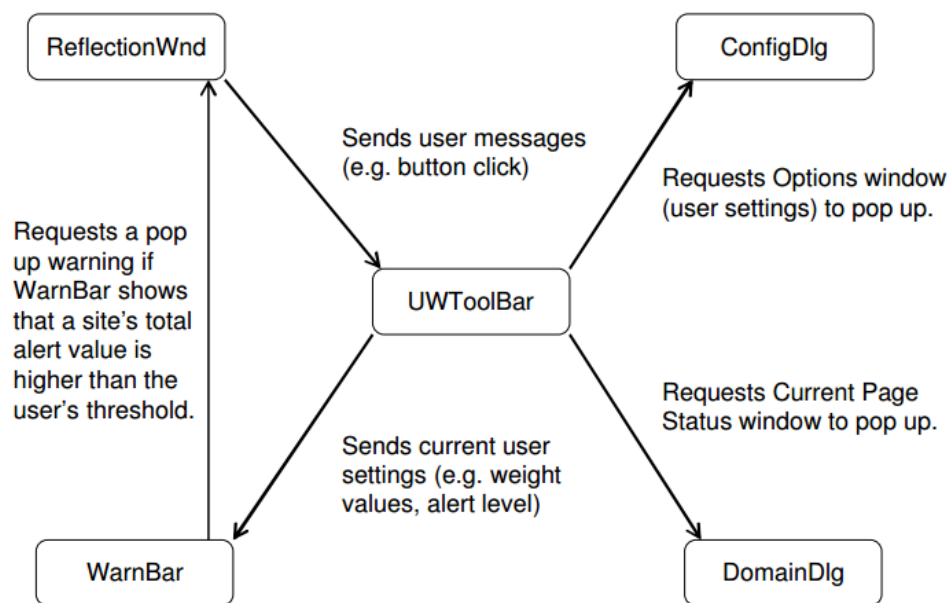 ReflectionWnd
ConfigDlg
Sends user messages
(e.g. button click)
Requests Options window
(user settings) to pop up.
Requests a pop
up warning if
WarnBar shows
that a site’s total
alert value is
higher than the
user’s threshold.
UWToolBar
Requests Current Page
Status window to pop up.
Sends current user
settings (e.g. weight
values, alert level)
WarnBar
DomainDlg